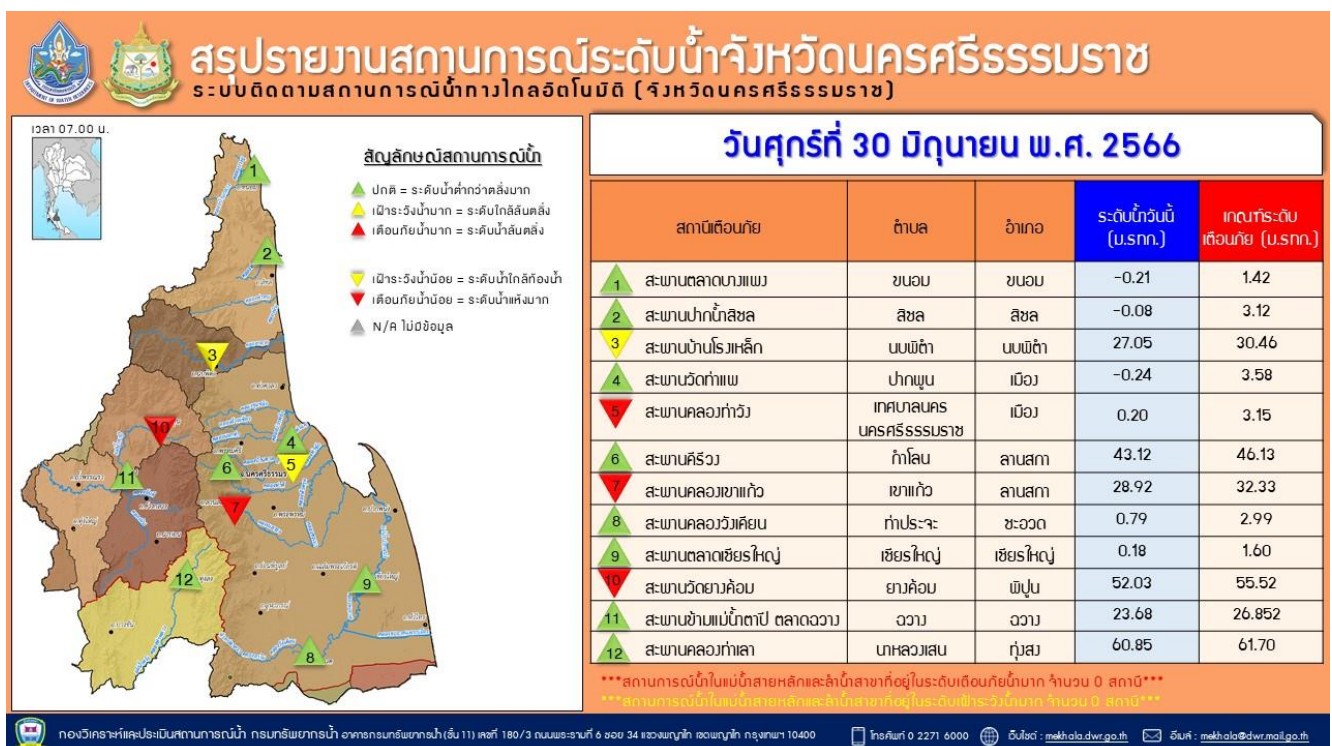 สรุปรายงานสถานการณ์ระดับน้ำจังหวัดนครศรีธรรมราช
ระบบติดตามสถานการณ์น้ำทางไกลอัตโนมัติ (จังหวัดนครศรีธรรมราช)
เวลา 07.00 น.
สัญลักษณ์สถานการณ์น้ำ
ปกติ = ระดับน้ำต่ำกว่าตลิ่งมาก
เฝ้าระวังน้ำมาก = ระดับใกล้ล้นตลิ่ง
เตือนภัยน้ำมาก = ระดับน้ำล้นตลิ่ง
เฝ้าระวังน้ำน้อย = ระดับน้ำใกล้ท้องน้ำ
เตือนภัยน้ำน้อย = ระดับน้ำแห้งมาก
N/A ไม่มีข้อมูล
1
2
3
10
4
5
6
11
7
12
9
8
วันศุกร์ที่ 30 มิถุนายน พ.ศ. 2566
สถานีเตือนภัย ตำบล อำเภอ ระดับน้ำวันนี้ (ม.รทก.) เกณฑ์ระดับเตือนภัย (ม.รทก.)
1 สะพานตลาดบางแพง ขนอม ขนอม -0.21 1.42
2 สะพานปากน้ำสิชล สิชล สิชล -0.08 3.12
3 สะพานบ้านโรงเหล็ก นบพิตำ นบพิตำ 27.05 30.46
4 สะพานวัดท่าแพ ปากพูน เมือง -0.24 3.58
5 สะพานคลองท่าวัง เทศบาลนครนครศรีธรรมราช เมือง 0.20 3.15
6 สะพานคีรีวง กำโลน ลานสกา 43.12 46.13
7 สะพานคลองเขาแก้ว เขาแก้ว ลานสกา 28.92 32.33
8 สะพานคลองวังเคียน ท่าประจะ ชะอวด 0.79 2.99
9 สะพานตลาดเชียรใหญ่ เชียรใหญ่ เชียรใหญ่ 0.18 1.60
10 สะพานวัดยางค้อม ยางค้อม พิปูน 52.03 55.52
11 สะพานข้ามแม่น้ำตาปี ตลาดฉวาง ฉวาง ฉวาง 23.68 26.852
12 สะพานคลองท่าเลา นาหลวงเสน ทุ่งสง 60.85 61.70
***สถานการณ์น้ำในแม่น้ำสายหลักและลำน้ำสาขาที่อยู่ในระดับเตือนภัยน้ำมาก จำนวน 0 สถานี***
***สถานการณ์น้ำในแม่น้ำสายหลักและลำน้ำสาขาที่อยู่ในระดับเฝ้าระวังน้ำมาก จำนวน 0 สถานี***
กองวิเคราะห์และประเมินสถานการณ์น้ำ กรมทรัพยากรน้ำ อาคารกรมทรัพยากรน้ำ (ชั้น 11) เลขที่ 180/3 ถนนพระรามที่ 6 ซอย 34 แขวงพญาไท เขตพญาไท กรุงเทพฯ 10400 โทรศัพท์ 0 2271 6000 เว็บไซต์ : mekhala.dwr.go.th อีเมล์ : mekhala@dwr.mail.go.th